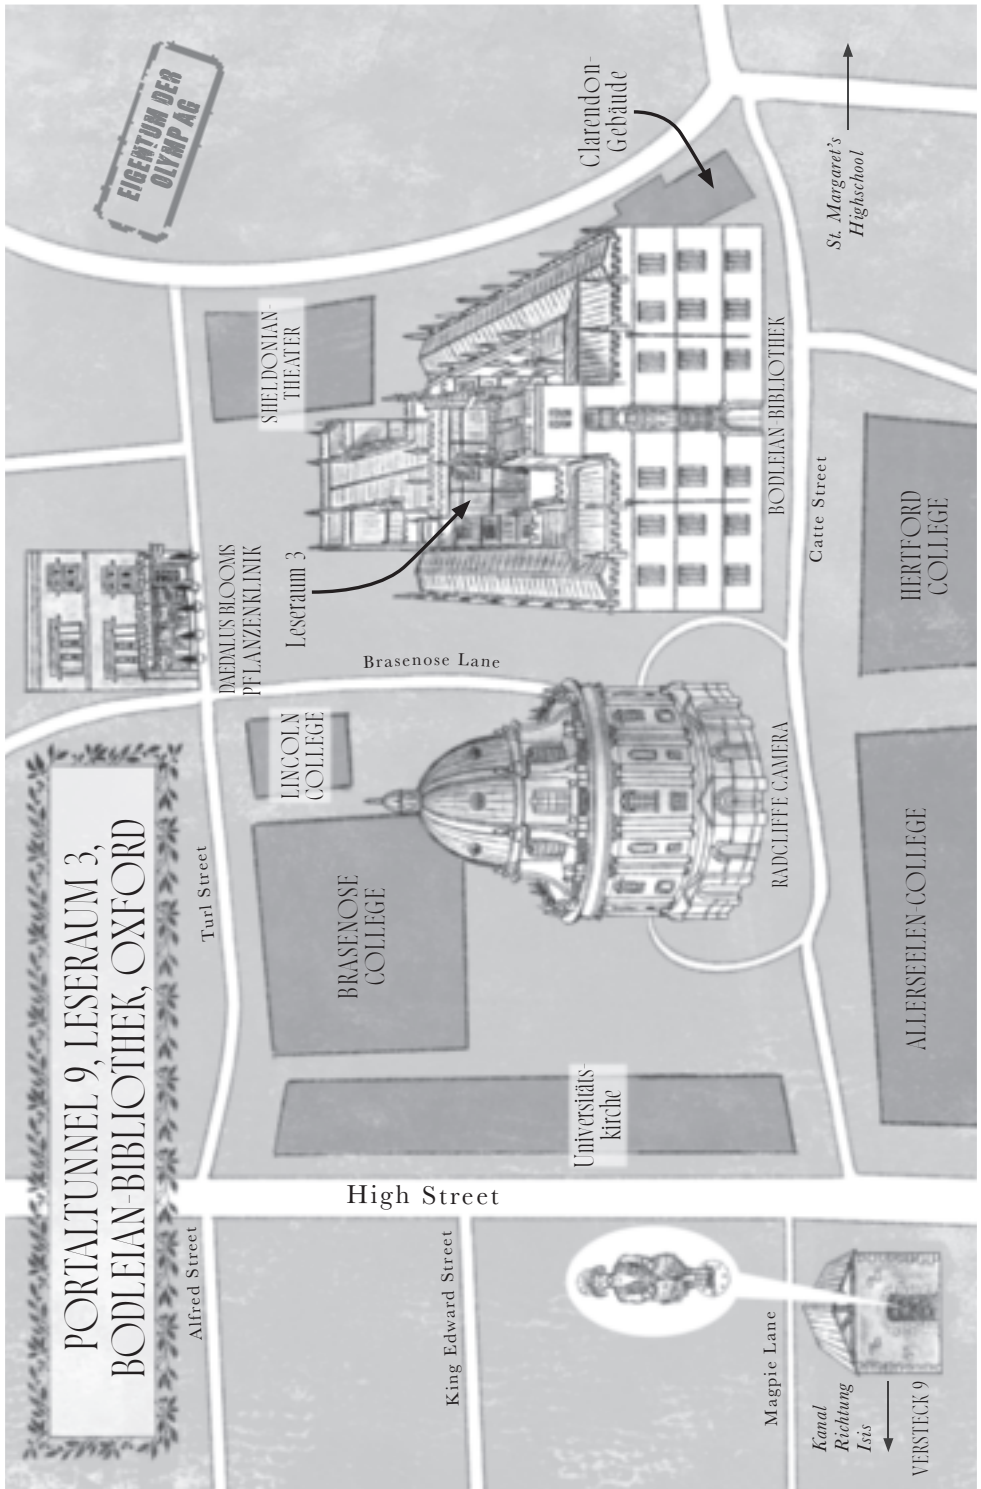 PORTALTUNNEL 9, LESERAUM 3,
BODLEIAN-BIBLIOTHEK, OXFORD
EIGENTUM DER
OLYMP AG
Clarendon-
Gebäude
St. Margaret's
Highschool
SHELDONIAN-
THEATER
DAEDALUS BLOOMS
PFLANZENKLINIK
Leseraum 3
BODLEIAN-BIBLIOTHEK
Catte Street
HERTFORD
COLLEGE
Brasenose Lane
LINCOLN
COLLEGE
Turl Street
BRASENOSE
COLLEGE
RADCLIFFE CAMERA
ALLERSEELEN-COLLEGE
Universitäts-
kirche
High Street
Alfred Street
King Edward Street
Magpie Lane
Kanal
Richtung
Isis
VERSTECK 9